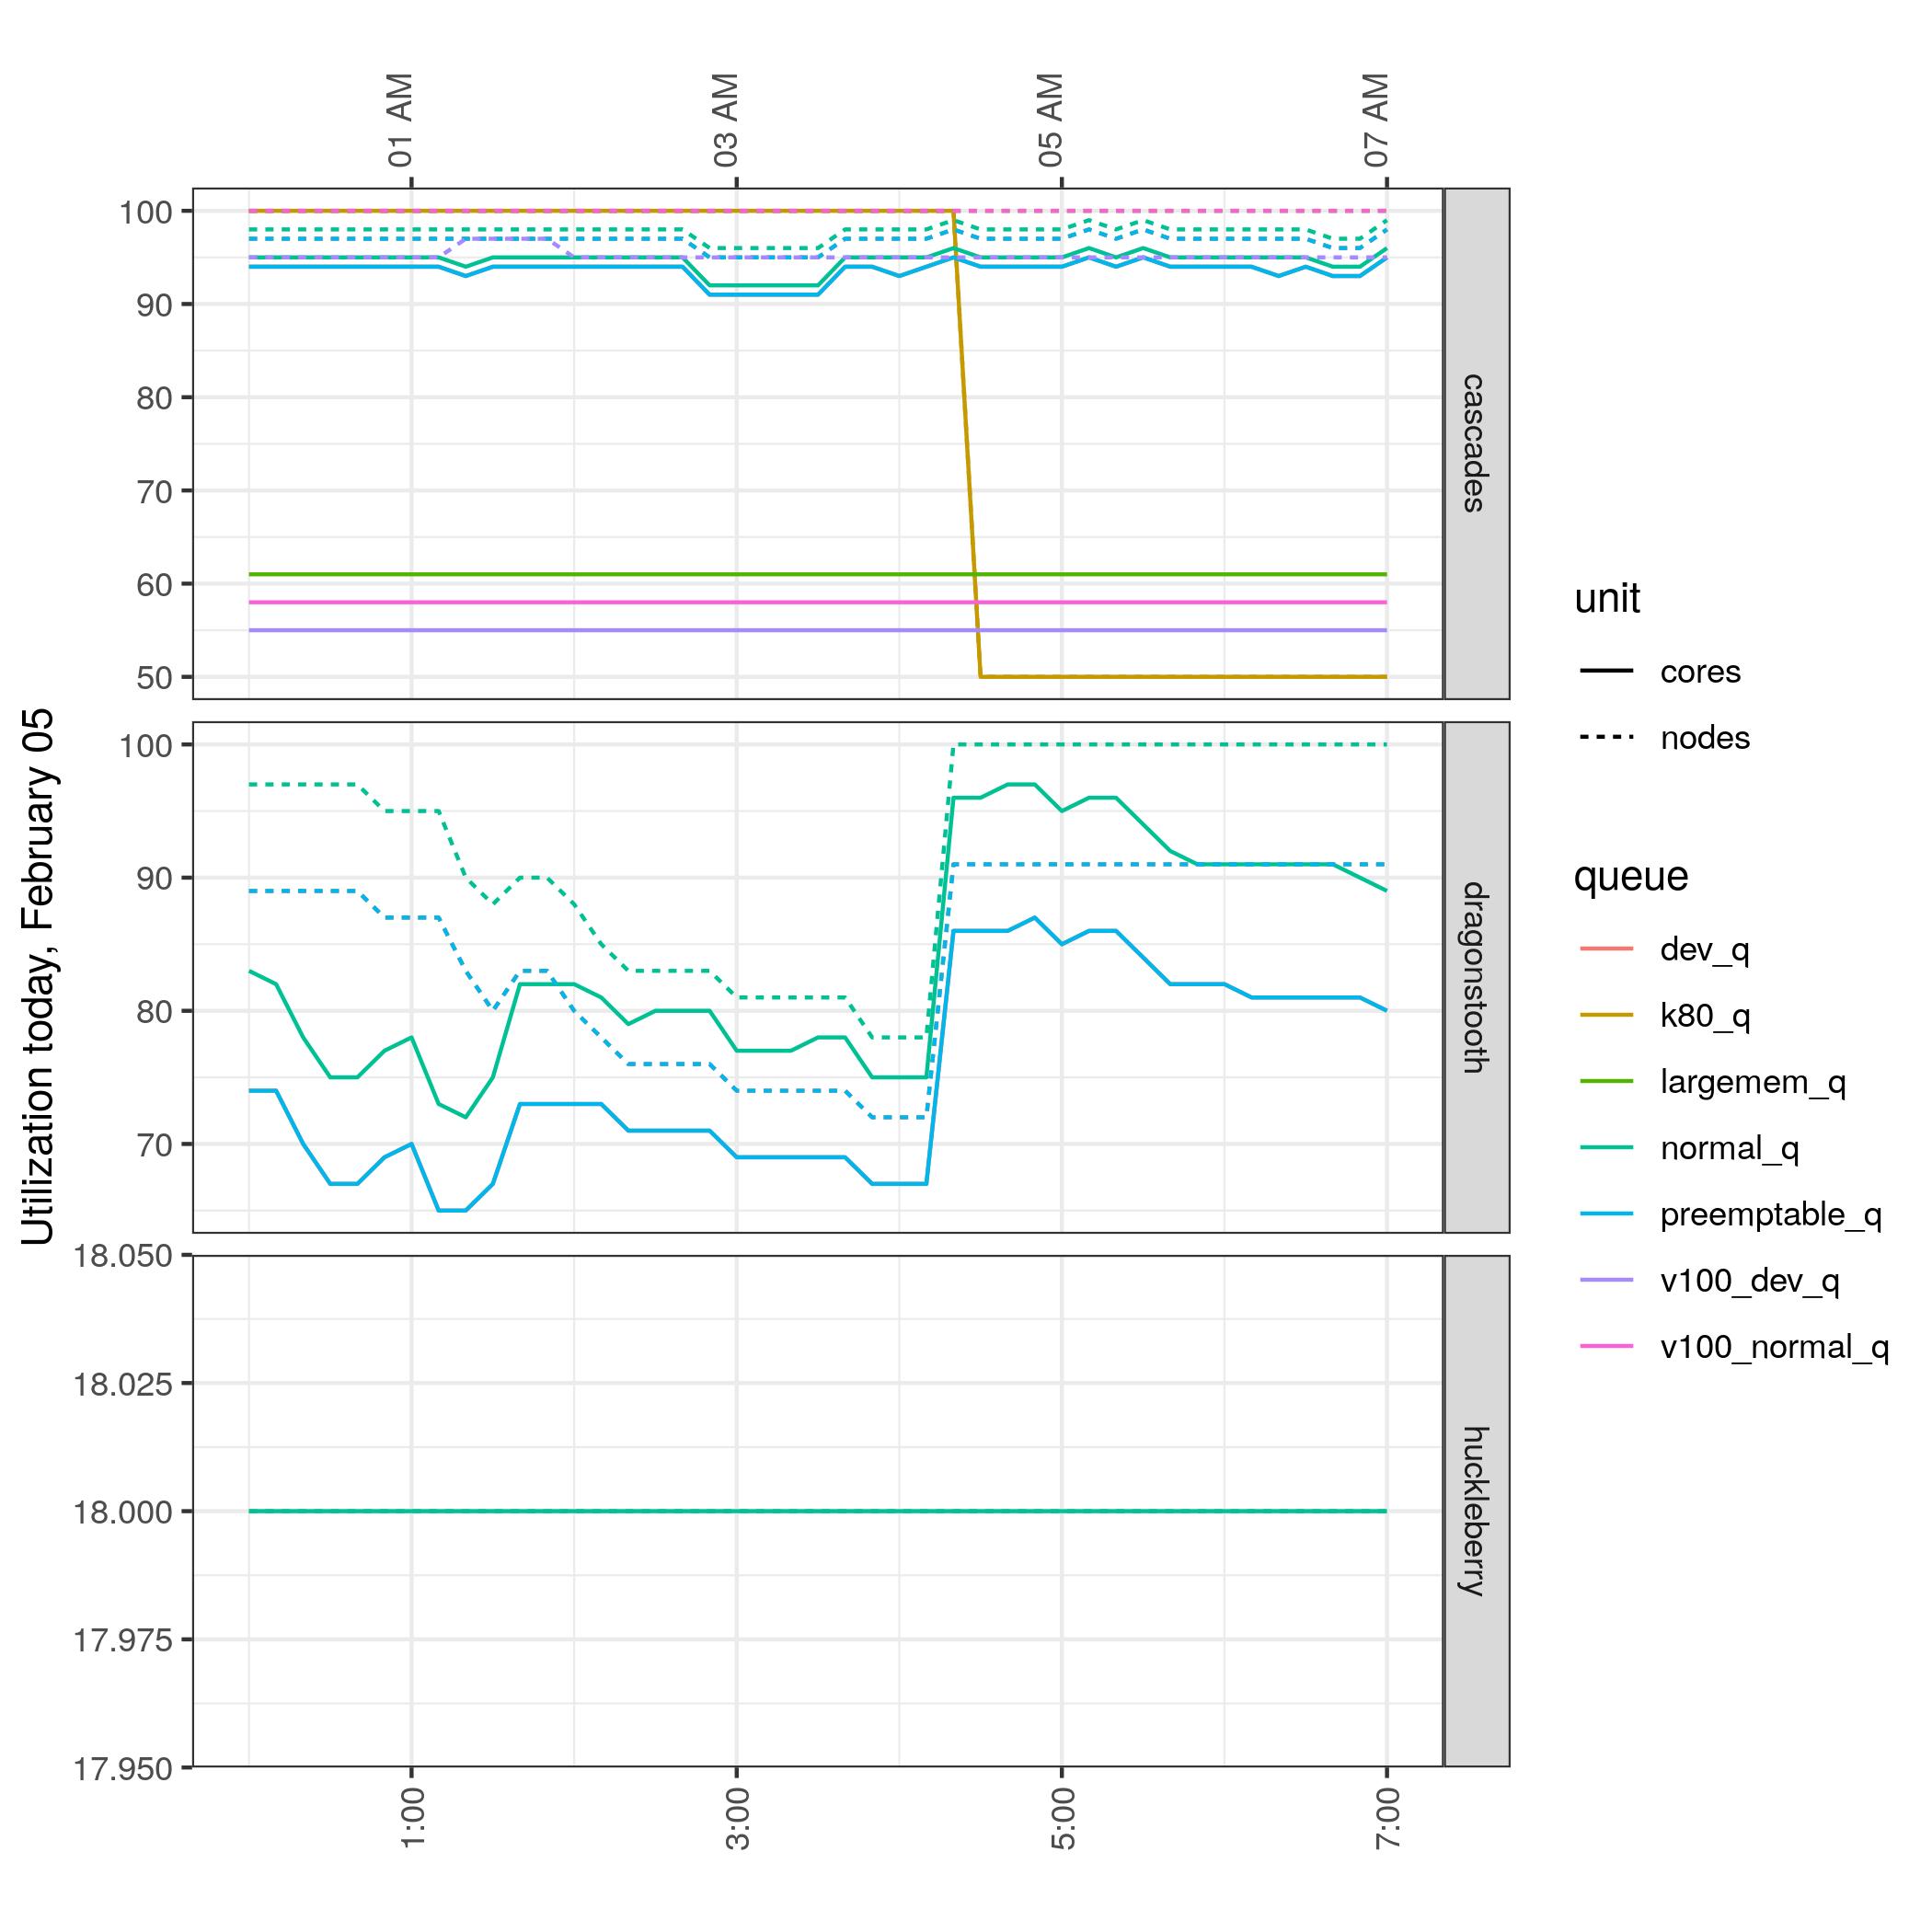 01 AM
03 AM
05 AM
07 AM
Utilization today, February 05
100
90
80
70
60
50
cascades
100
90
80
70
dragonstooth
18.050
18.025
18.000
17.975
17.950
huckleberry
1:00
3:00
5:00
7:00
unit
cores
nodes
queue
dev_q
k80_q
largemem_q
normal_q
preemptable_q
v100_dev_q
v100_normal_q